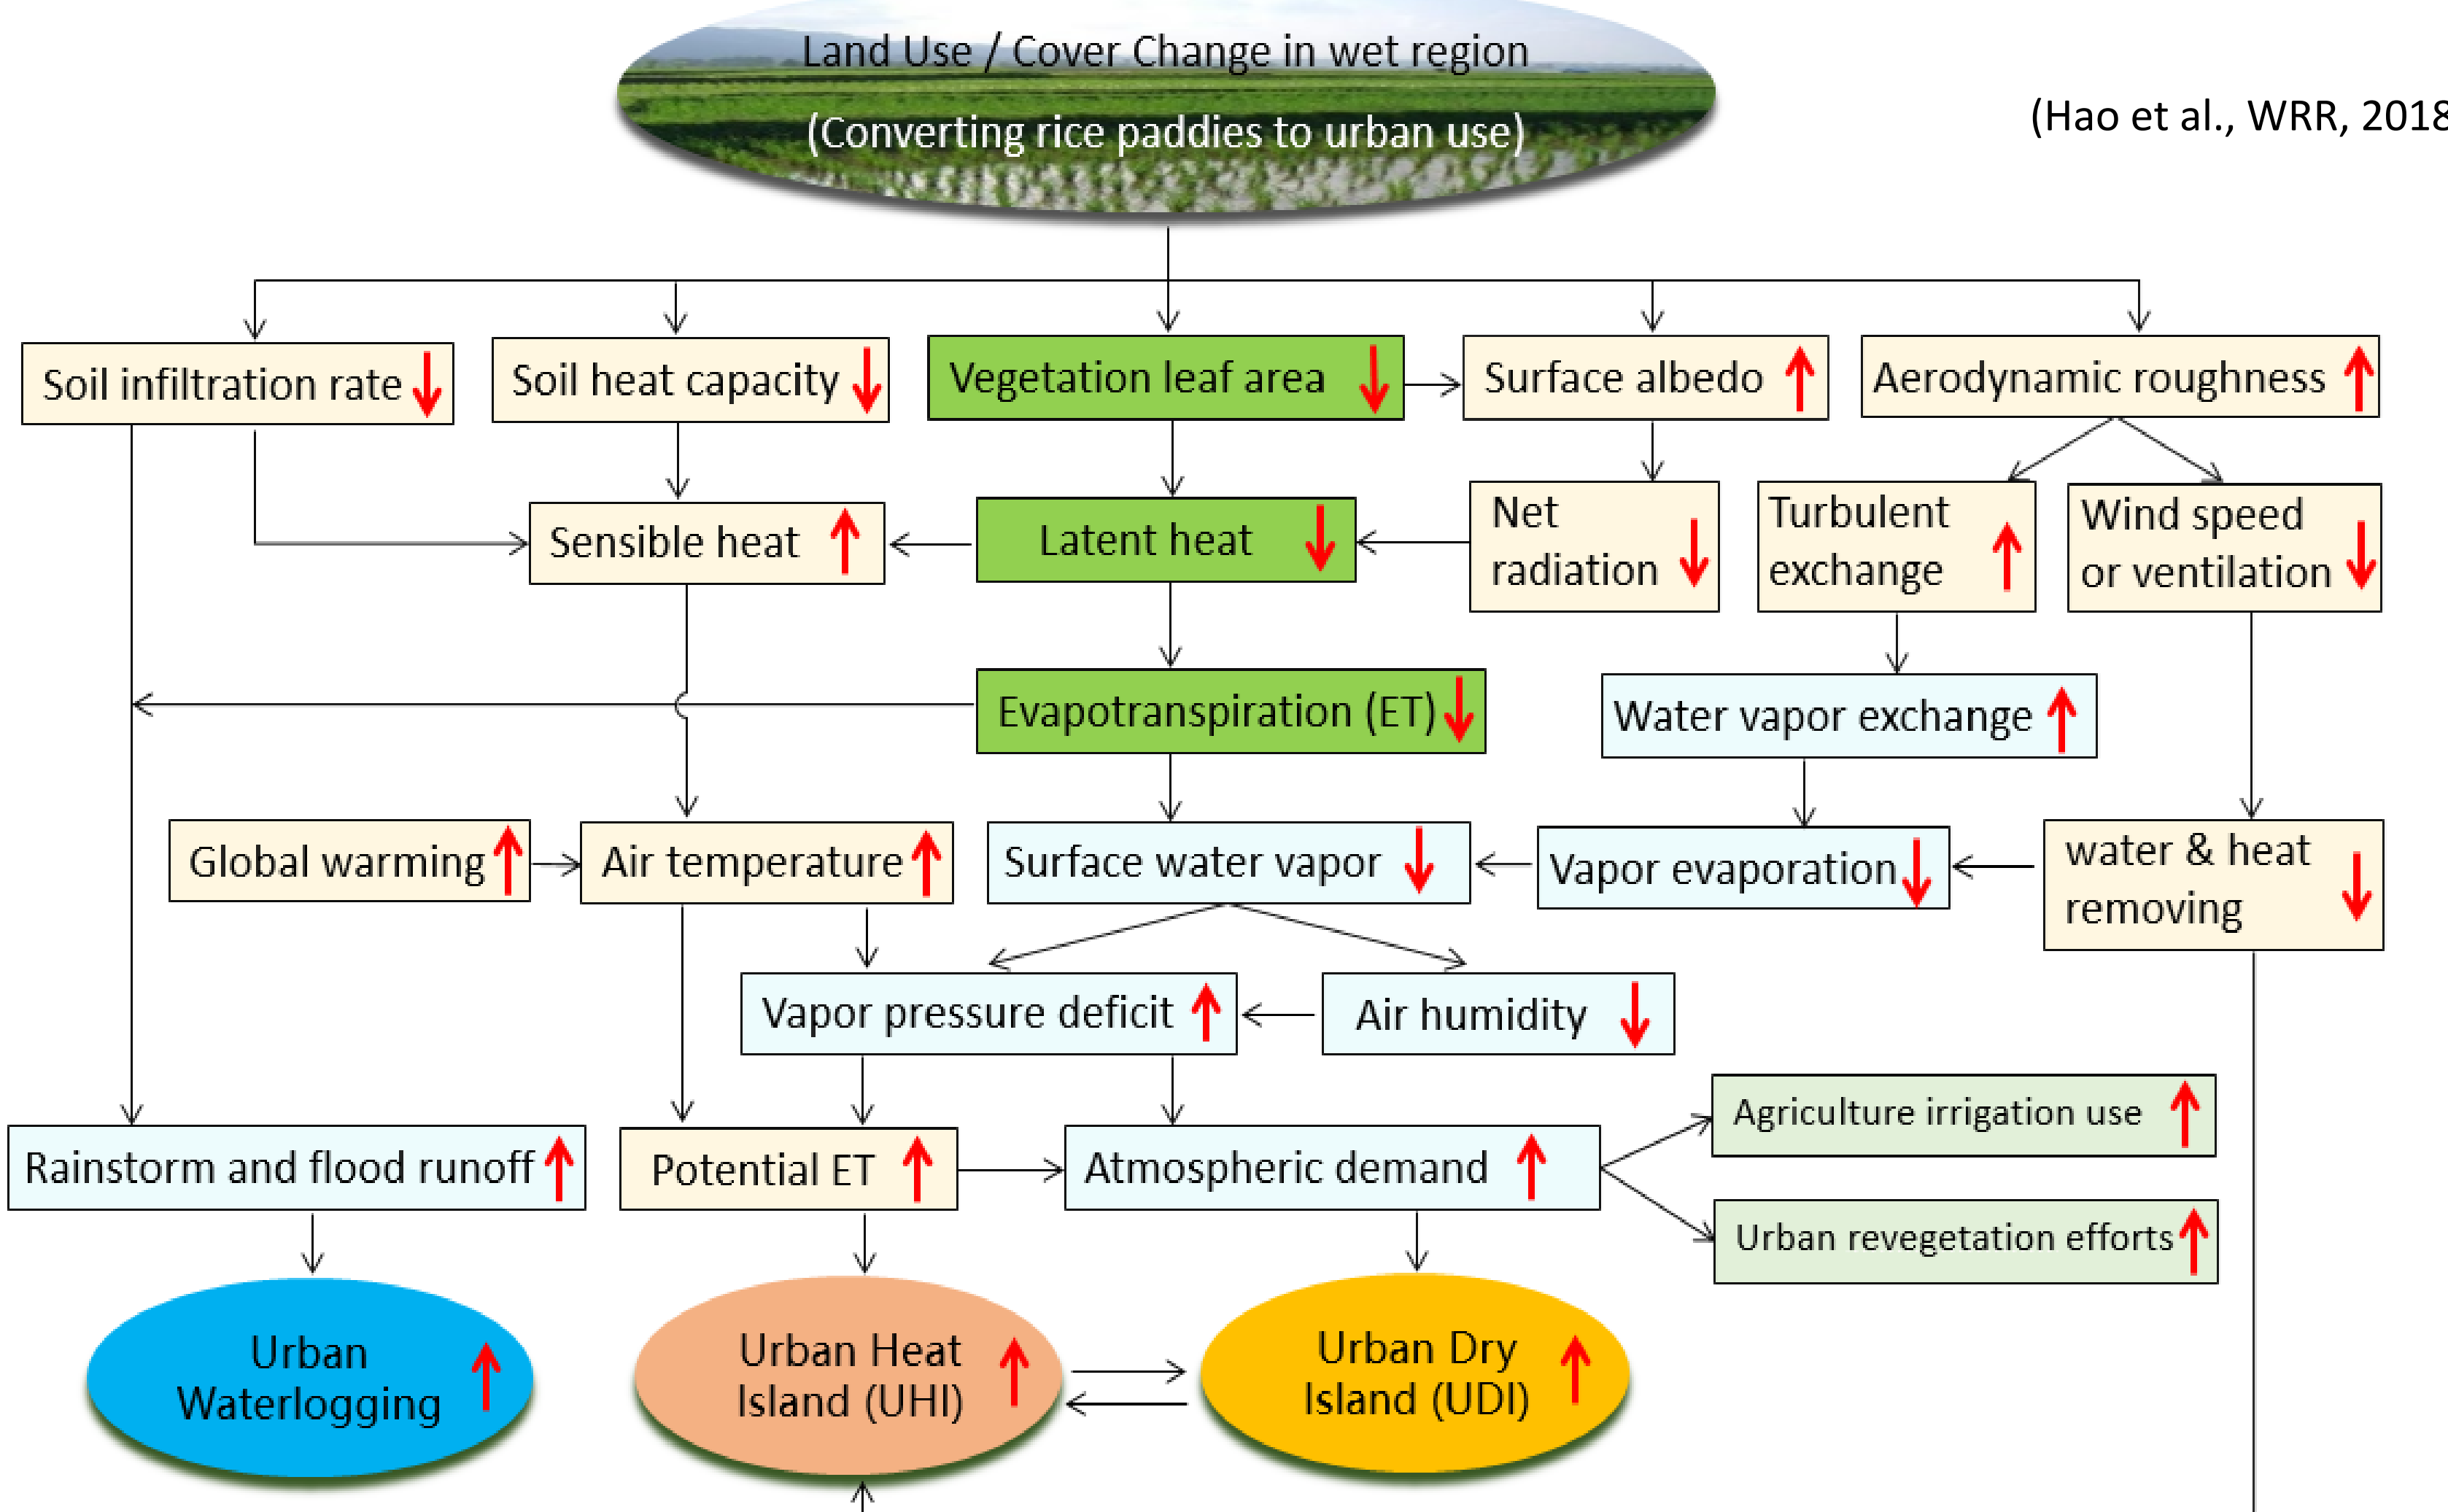 Land Use / Cover Change in wet region
(Converting rice paddies to urban use)
(Hao et al., WRR, 2018
Soil infiltration rate
Soil heat capacity
Vegetation leaf area
Surface albedo
Aerodynamic roughness
Sensible heat
Latent heat
Net
radiation
Turbulent
exchange
Wind speed
or ventilation
Evapotranspiration (ET)
Water vapor exchange
Global warming
Air temperature
Surface water vapor
Vapor evaporation
water & heat
removing
Vapor pressure deficit
Air humidity
Agriculture irrigation use
Rainstorm and flood runoff
Potential ET
Atmospheric demand
Urban revegetation efforts
Urban
Waterlogging
Urban Heat
Island (UHI)
Urban Dry
Island (UDI)